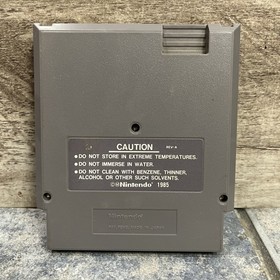 CAUTION
REV-A
●DO NOT STORE IN EXTREME TEMPERATURES.
●DO NOT IMMERSE IN WATER.
●DO NOT CLEAN WITH BENZENE, THINNER,
ALCOHOL OR OTHER SUCH SOLVENTS.
©®Nintendo® 1985
Nintendo